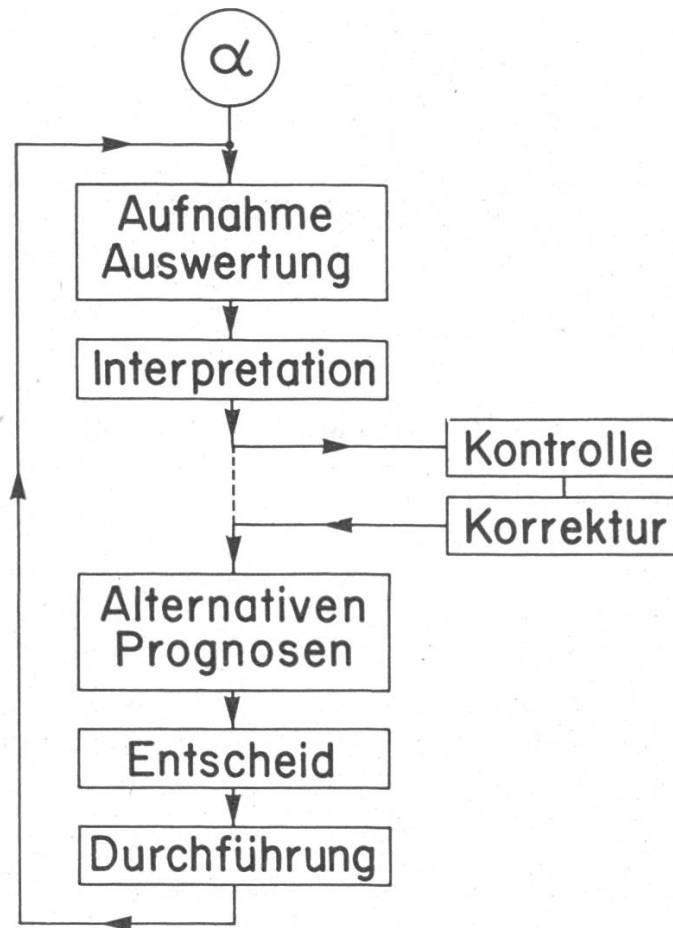 α
Aufnahme
Auswertung
Interpretation
Kontrolle
Korrektur
Alternativen
Prognosen
Entscheid
Durchführung